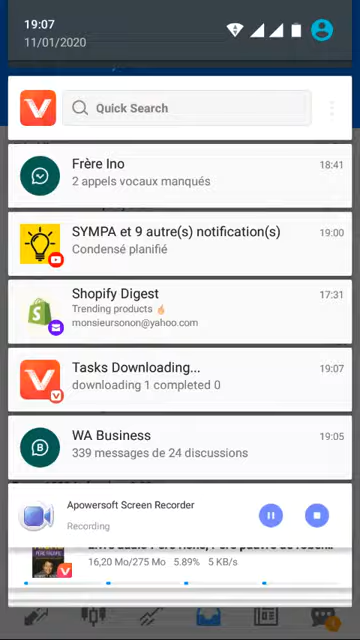 19:07
11/01/2020
Quick Search
Frère Ino
18:41
2 appels vocaux manqués
SYMPA et 9 autre(s) notification(s)
19:00
Condensé planifié
Shopify Digest
17:31
Trending products 🔥
monsieursonon@yahoo.com
Tasks Downloading...
19:07
downloading 1 completed 0
WA Business
19:05
339 messages de 24 discussions
Apowersoft Screen Recorder
Recording
16,20 Mo/275 Mo 5.89% 5 KB/s